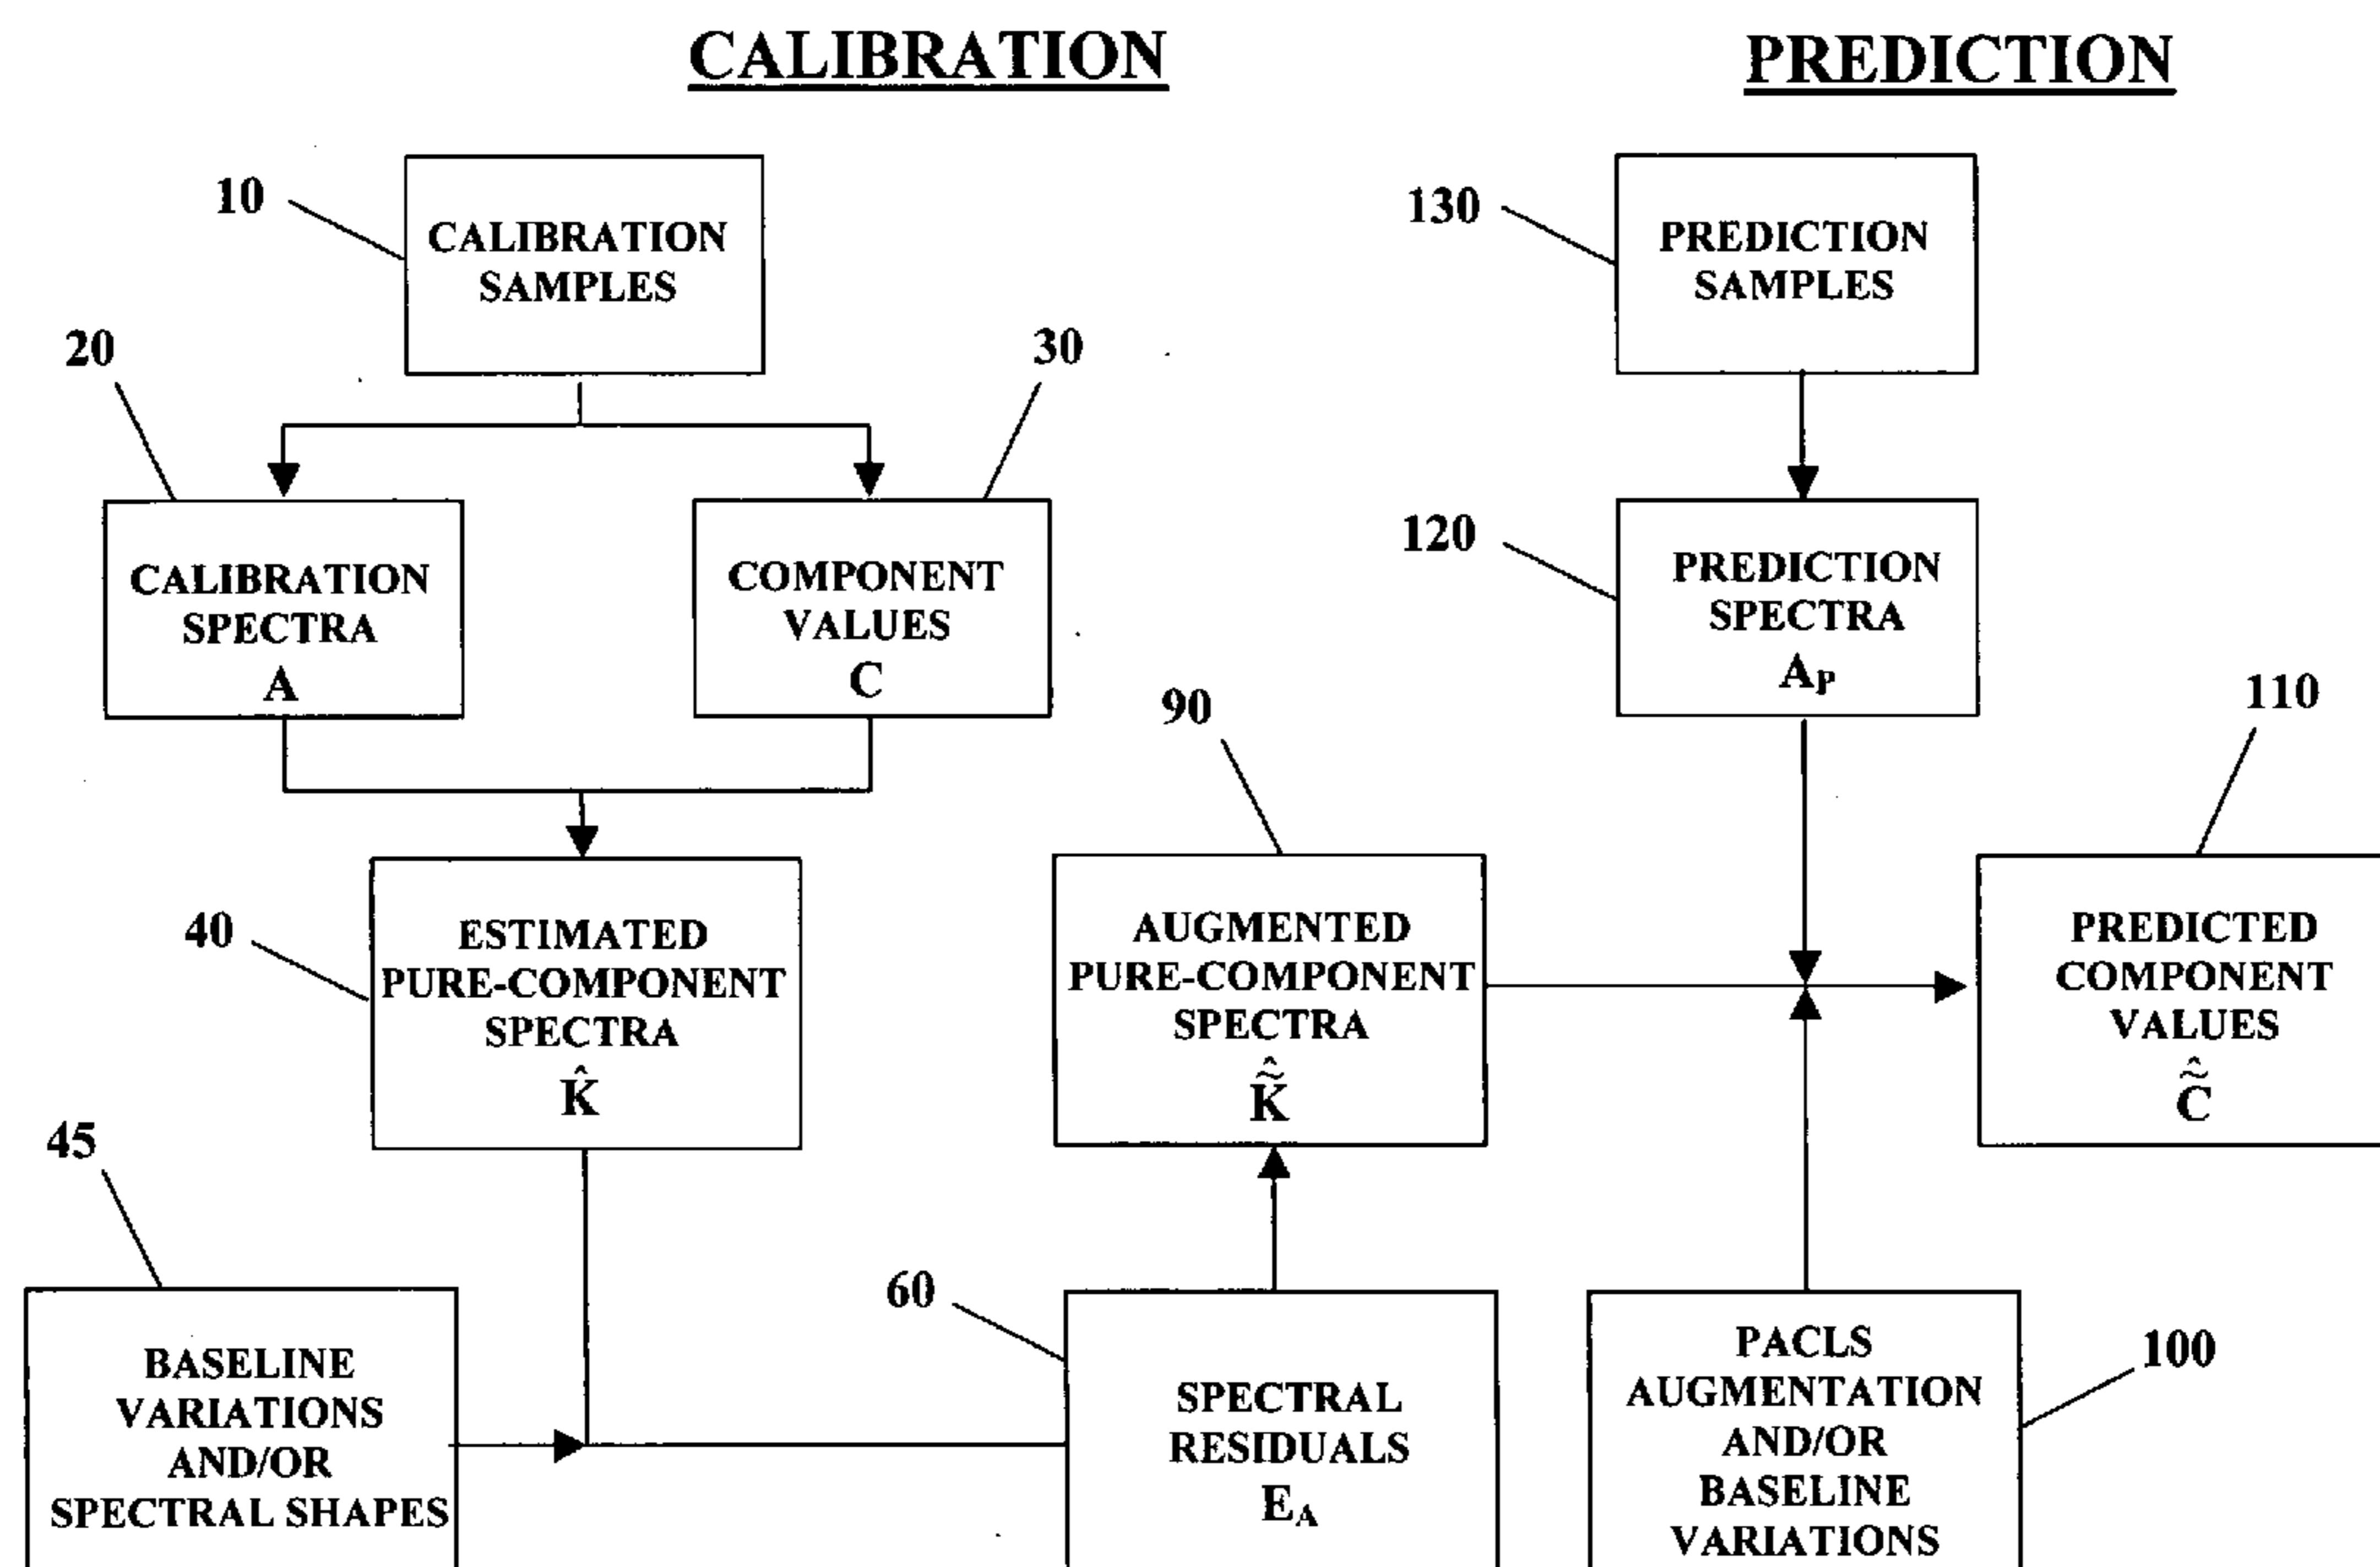 CALIBRATION
PREDICTION
10
CALIBRATION
SAMPLES
130
PREDICTION
SAMPLES
20
30
CALIBRATION
SPECTRA
A
COMPONENT
VALUES
C
120
PREDICTION
SPECTRA
Aₚ
90
110
40
ESTIMATED
PURE-COMPONENT
SPECTRA
K̂
AUGMENTED
PURE-COMPONENT
SPECTRA
K̃̂
PREDICTED
COMPONENT
VALUES
C̃̂
45
BASELINE
VARIATIONS
AND/OR
SPECTRAL SHAPES
60
SPECTRAL
RESIDUALS
E_A
PACLS
AUGMENTATION
AND/OR
BASELINE
VARIATIONS
100